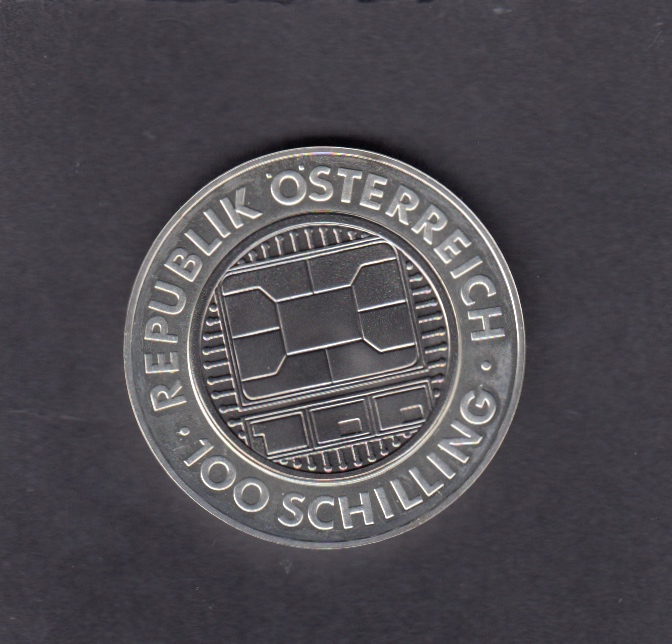 REPUBLIK ÖSTERREICH
· 100 SCHILLING ·